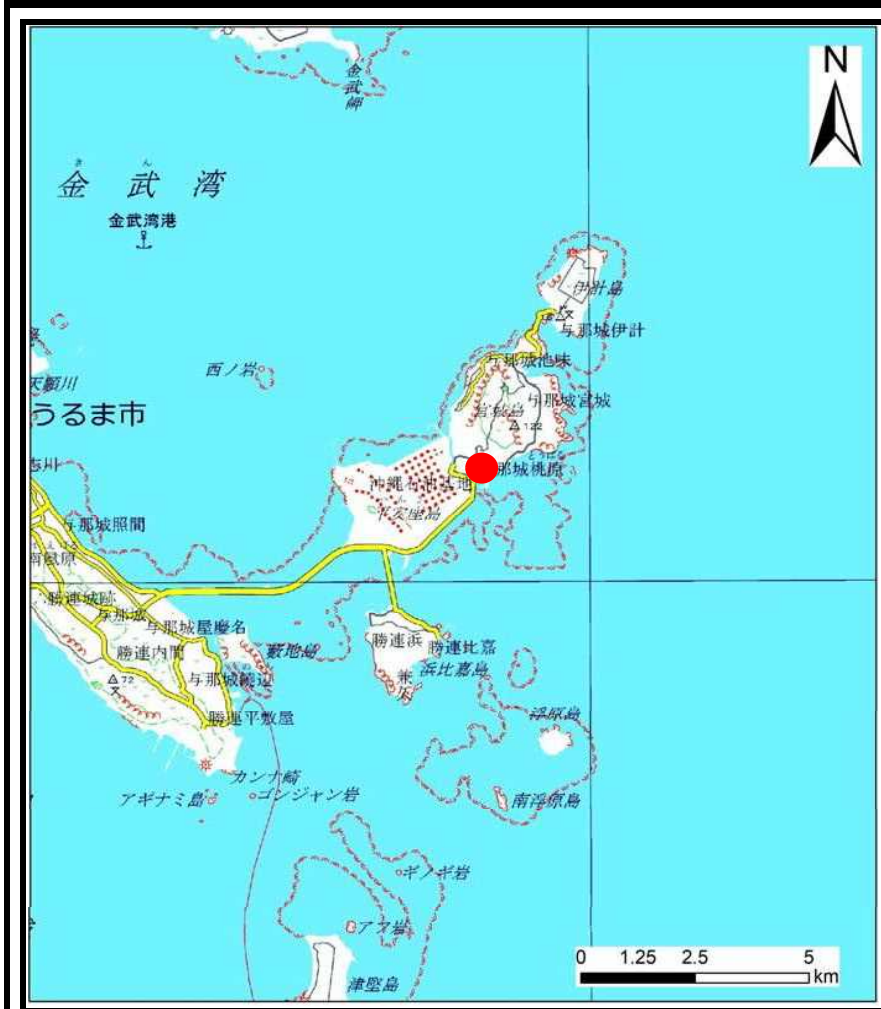 金武岬
N
きん
金武湾
金武湾港
伊計島
与那城伊計
西ノ岩
与那城池味
天願川
与那城宮城
宮城島
うるま市
122
那城桃原
沖縄石油基地
平安座島
与那城照間
南風原
勝連城跡
与那城
与那城屋慶名
勝連浜
勝連比嘉
勝連内間
藪地島
兼久
浜比嘉島
72
与那城饒辺
勝連平敷屋
浮原島
カンナ崎
アギナミ島
ゴンジャン岩
南浮原島
ギノギ岩
アフ岩
津堅島
0 1.25 2.5 5
km